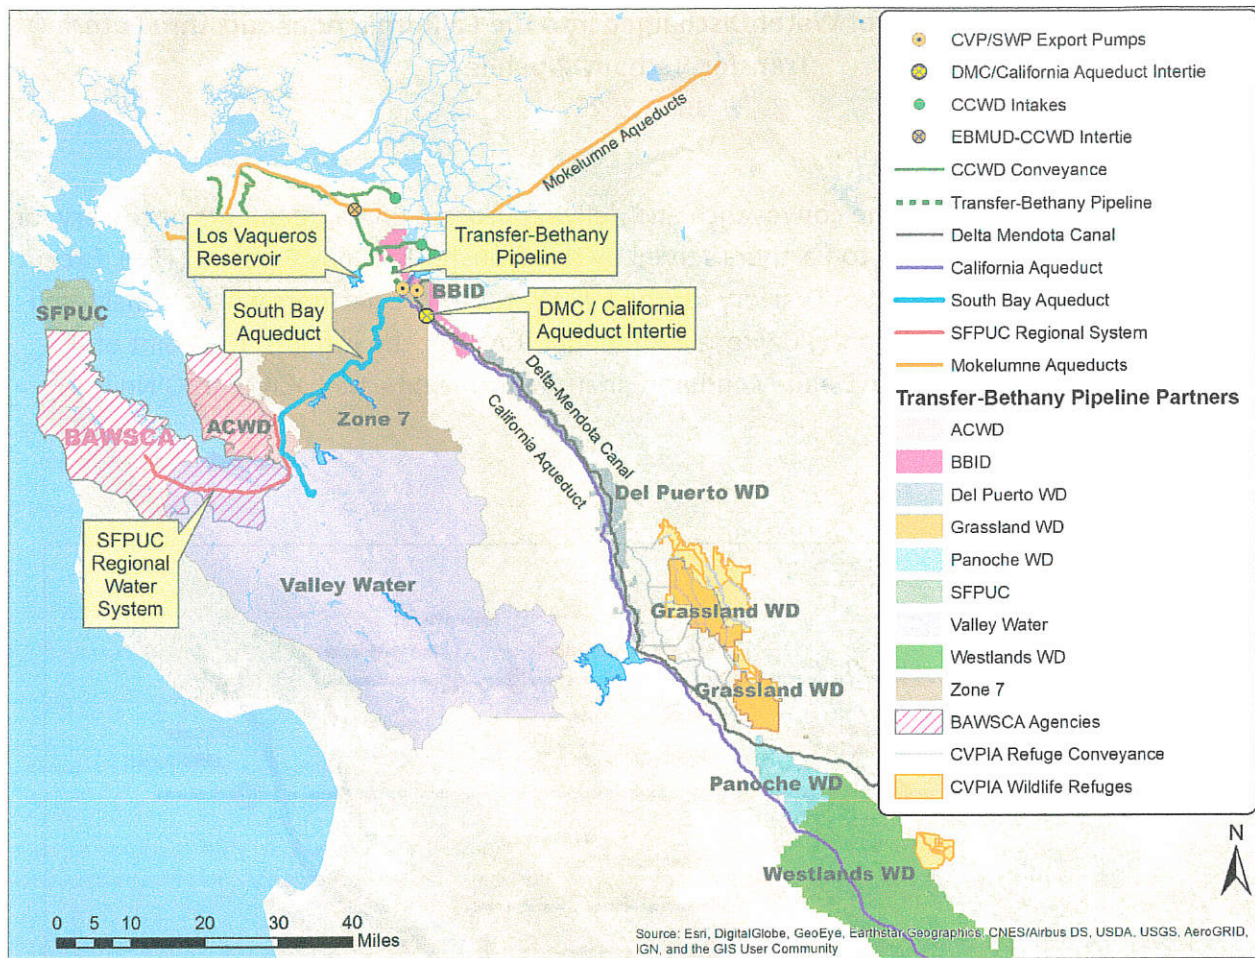 Mokelumne Aqueducts
Los Vaqueros
Reservoir
Transfer-Bethany
Pipeline
BBID
SFPUC
South Bay
Aqueduct
DMC / California
Aqueduct Intertie
BAWSCA
ACWD
Zone 7
Delta-Mendota Canal
California Aqueduct
Del Puerto WD
SFPUC
Regional
Water
System
Valley Water
Grassland WD
Grassland WD
Panoche WD
Westlands WD
CVP/SWP Export Pumps
DMC/California Aqueduct Intertie
CCWD Intakes
EBMUD-CCWD Intertie
CCWD Conveyance
Transfer-Bethany Pipeline
Delta Mendota Canal
California Aqueduct
South Bay Aqueduct
SFPUC Regional System
Mokelumne Aqueducts
Transfer-Bethany Pipeline Partners
ACWD
BBID
Del Puerto WD
Grassland WD
Panoche WD
SFPUC
Valley Water
Westlands WD
Zone 7
BAWSCA Agencies
CVPIA Refuge Conveyance
CVPIA Wildlife Refuges
N
0 5 10 20 30 40
Miles
Source: Esri, DigitalGlobe, GeoEye, Earthstar Geographics, CNES/Airbus DS, USDA, USGS, AeroGRID,
IGN, and the GIS User Community